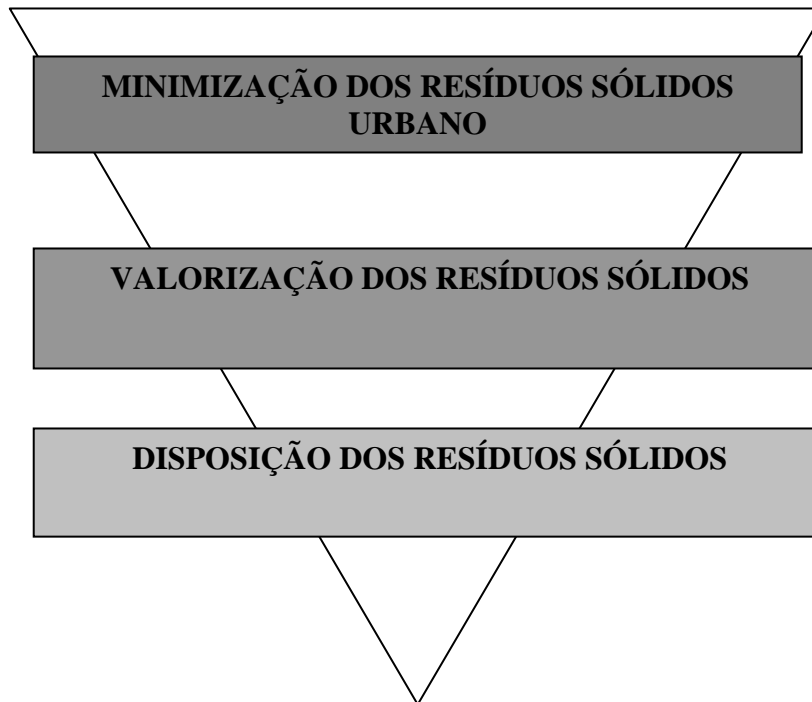 MINIMIZAÇÃO DOS RESÍDUOS SÓLIDOS
URBANO
VALORIZAÇÃO DOS RESÍDUOS SÓLIDOS
DISPOSIÇÃO DOS RESÍDUOS SÓLIDOS